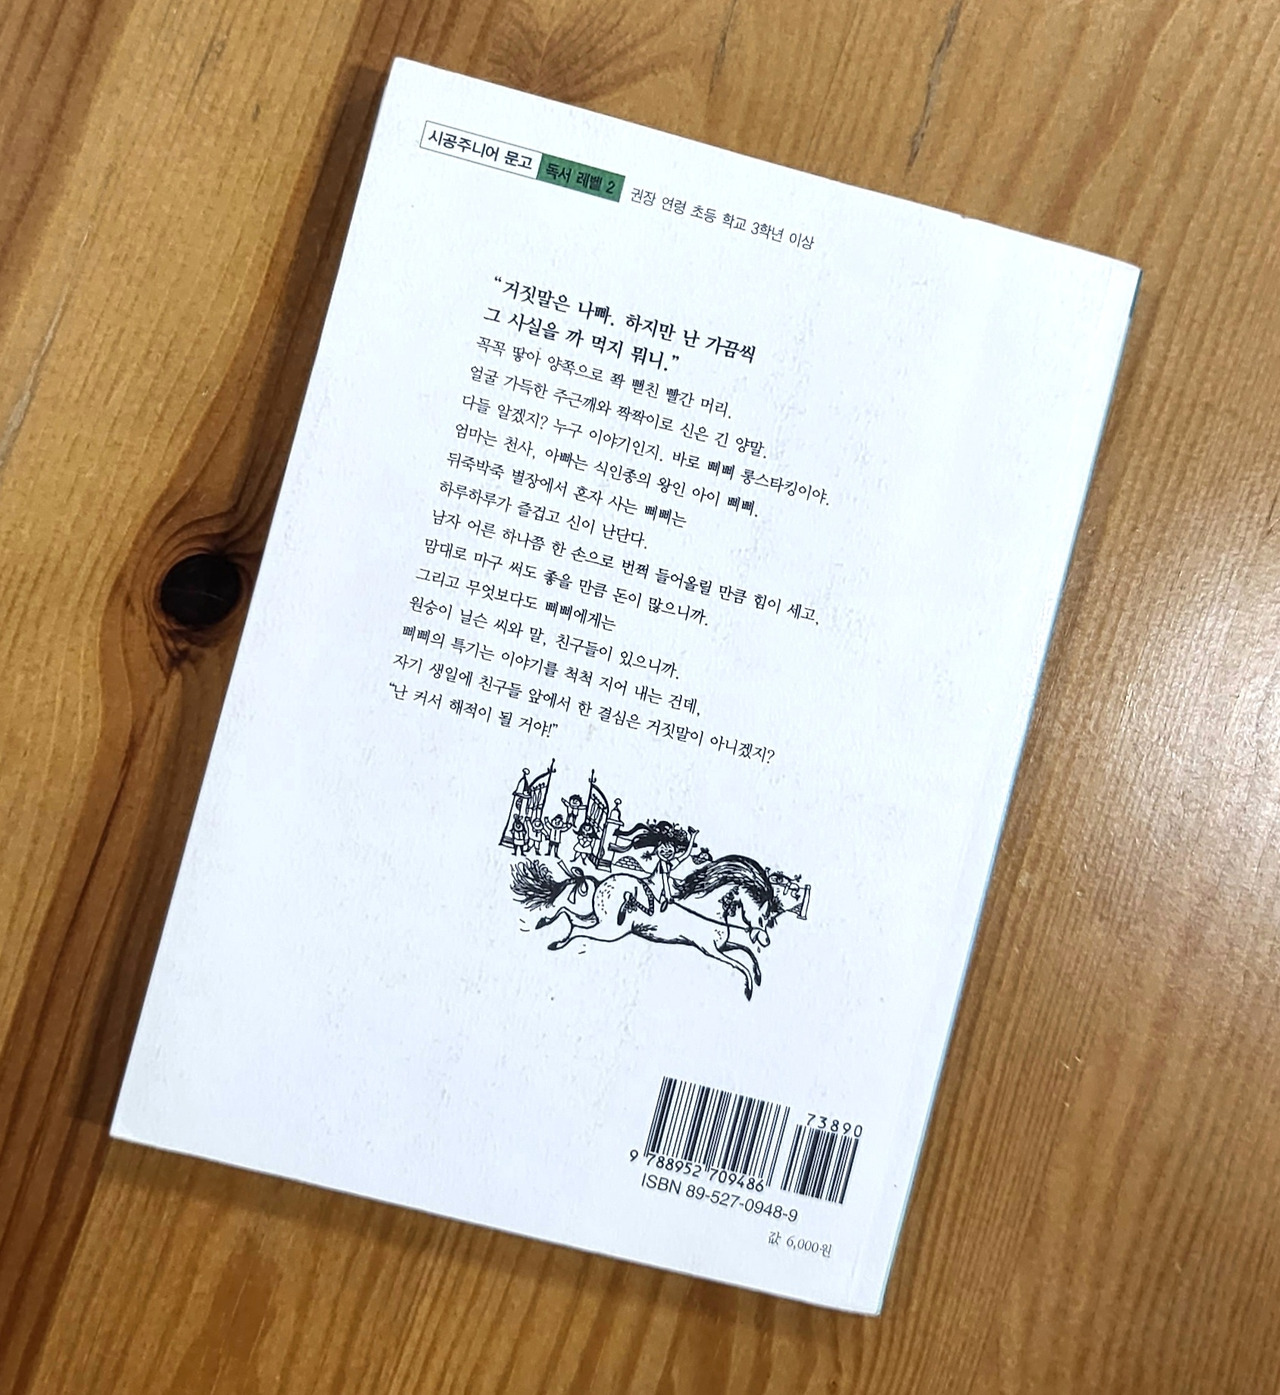 시공주니어 문고 독서 레벨 2 권장 연령 초등 학교 3학년 이상
“거짓말은 나빠. 하지만 난 가끔씩
그 사실을 까 먹지 뭐니.”
꼭꼭 땋아 양쪽으로 쫙 뻗친 빨간 머리.
얼굴 가득한 주근깨와 짝짝이로 신은 긴 양말.
다들 알겠지? 누구 이야기인지. 바로 삐삐 롱스타킹이야.
엄마는 천사, 아빠는 식인종의 왕인 아이 삐삐.
뒤죽박죽 별장에서 혼자 사는 삐삐는
하루하루가 즐겁고 신이 난단다.
남자 어른 하나쯤 한 손으로 번쩍 들어올릴 만큼 힘이 세고,
맘대로 마구 써도 좋을 만큼 돈이 많으니까.
그리고 무엇보다도 삐삐에게는
원숭이 닐슨 씨와 말, 친구들이 있으니까.
삐삐의 특기는 이야기를 척척 지어 내는 건데,
자기 생일에 친구들 앞에서 한 결심은 거짓말이 아니겠지?
“난 커서 해적이 될 거야!”
73890
9 788952 709486
ISBN 89-527-0948-9
값 6,000원